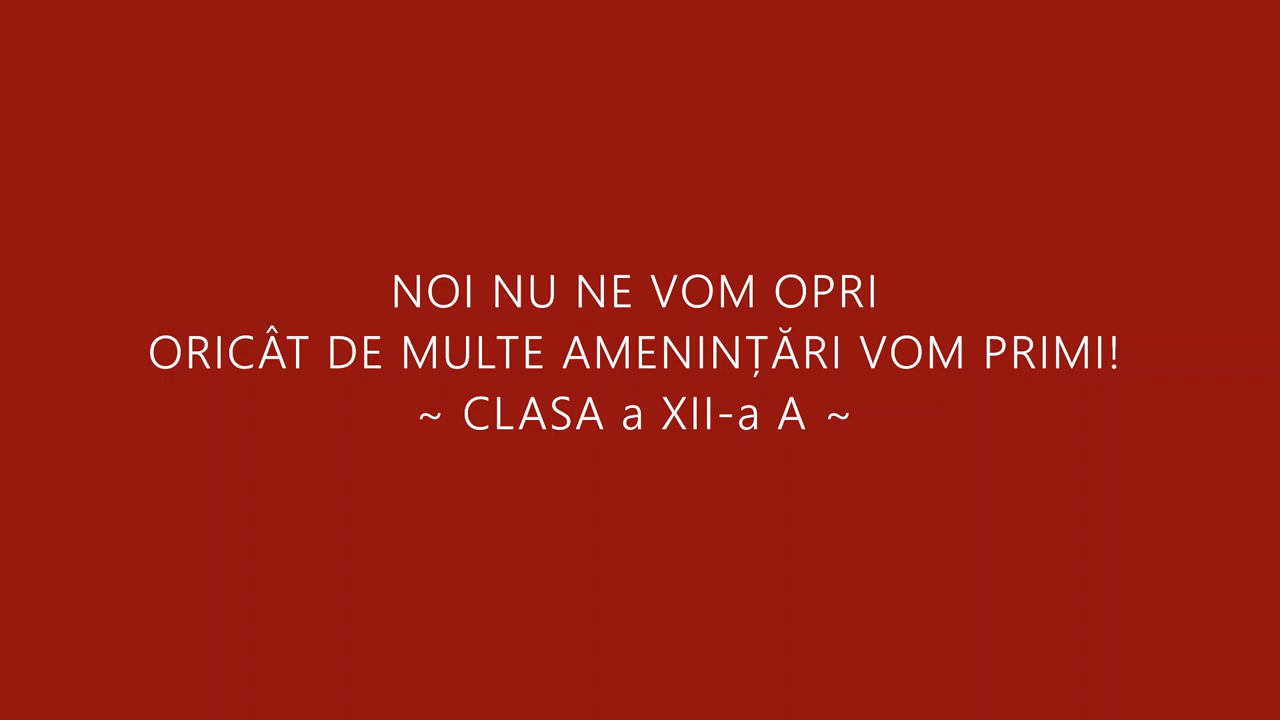 NOI NU NE VOM OPRI
ORICÂT DE MULTE AMENINȚĂRI VOM PRIMI!
~ CLASA a XII-a A ~